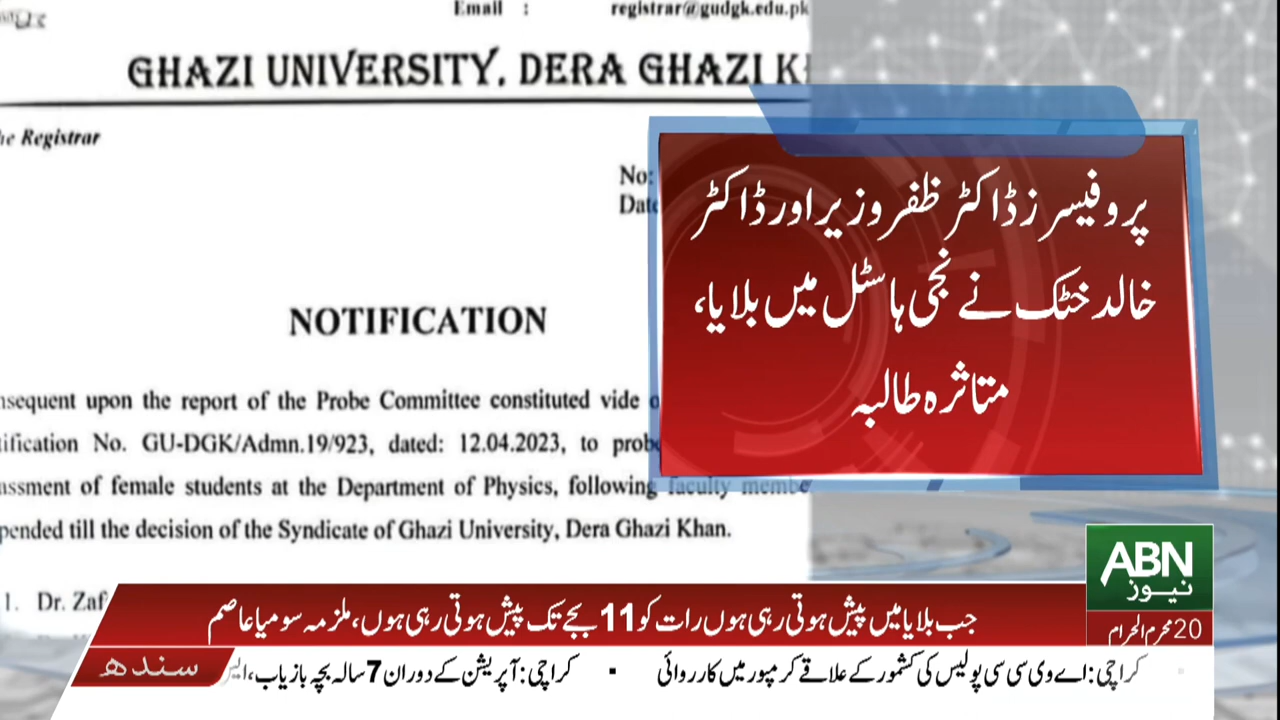 Email : registrar@gudgk.edu.pk
GHAZI UNIVERSITY, DERA GHAZI
he Registrar
No:
Date
NOTIFICATION
nsequent upon the report of the Probe Committee constituted vide
tification No. GU-DGK/Admn.19/923, dated: 12.04.2023, to probe
assment of female students at the Department of Physics, following faculty membe
pended till the decision of the Syndicate of Ghazi University, Dera Ghazi Khan.
1. Dr. Zaf
پروفیسرز ڈاکٹر ظفر وزیر اور ڈاکٹر
خالد خٹک نے نجی ہاسٹل میں بلایا،
متاثرہ طالبہ
ABN
نیوز
جب بلایا میں پیش ہوتی رہی ہوں رات کو 11 بجے تک پیش ہوتی رہی ہوں، ملزمہ سومیا عاصم
20 محرم الحرام
سندھ
کراچی: اے وی سی سی پولیس کی کشمور کے علاقے کرمپور میں کارروائی ▪ کراچی: آپریشن کے دوران 7 سالہ بچہ بازیاب،